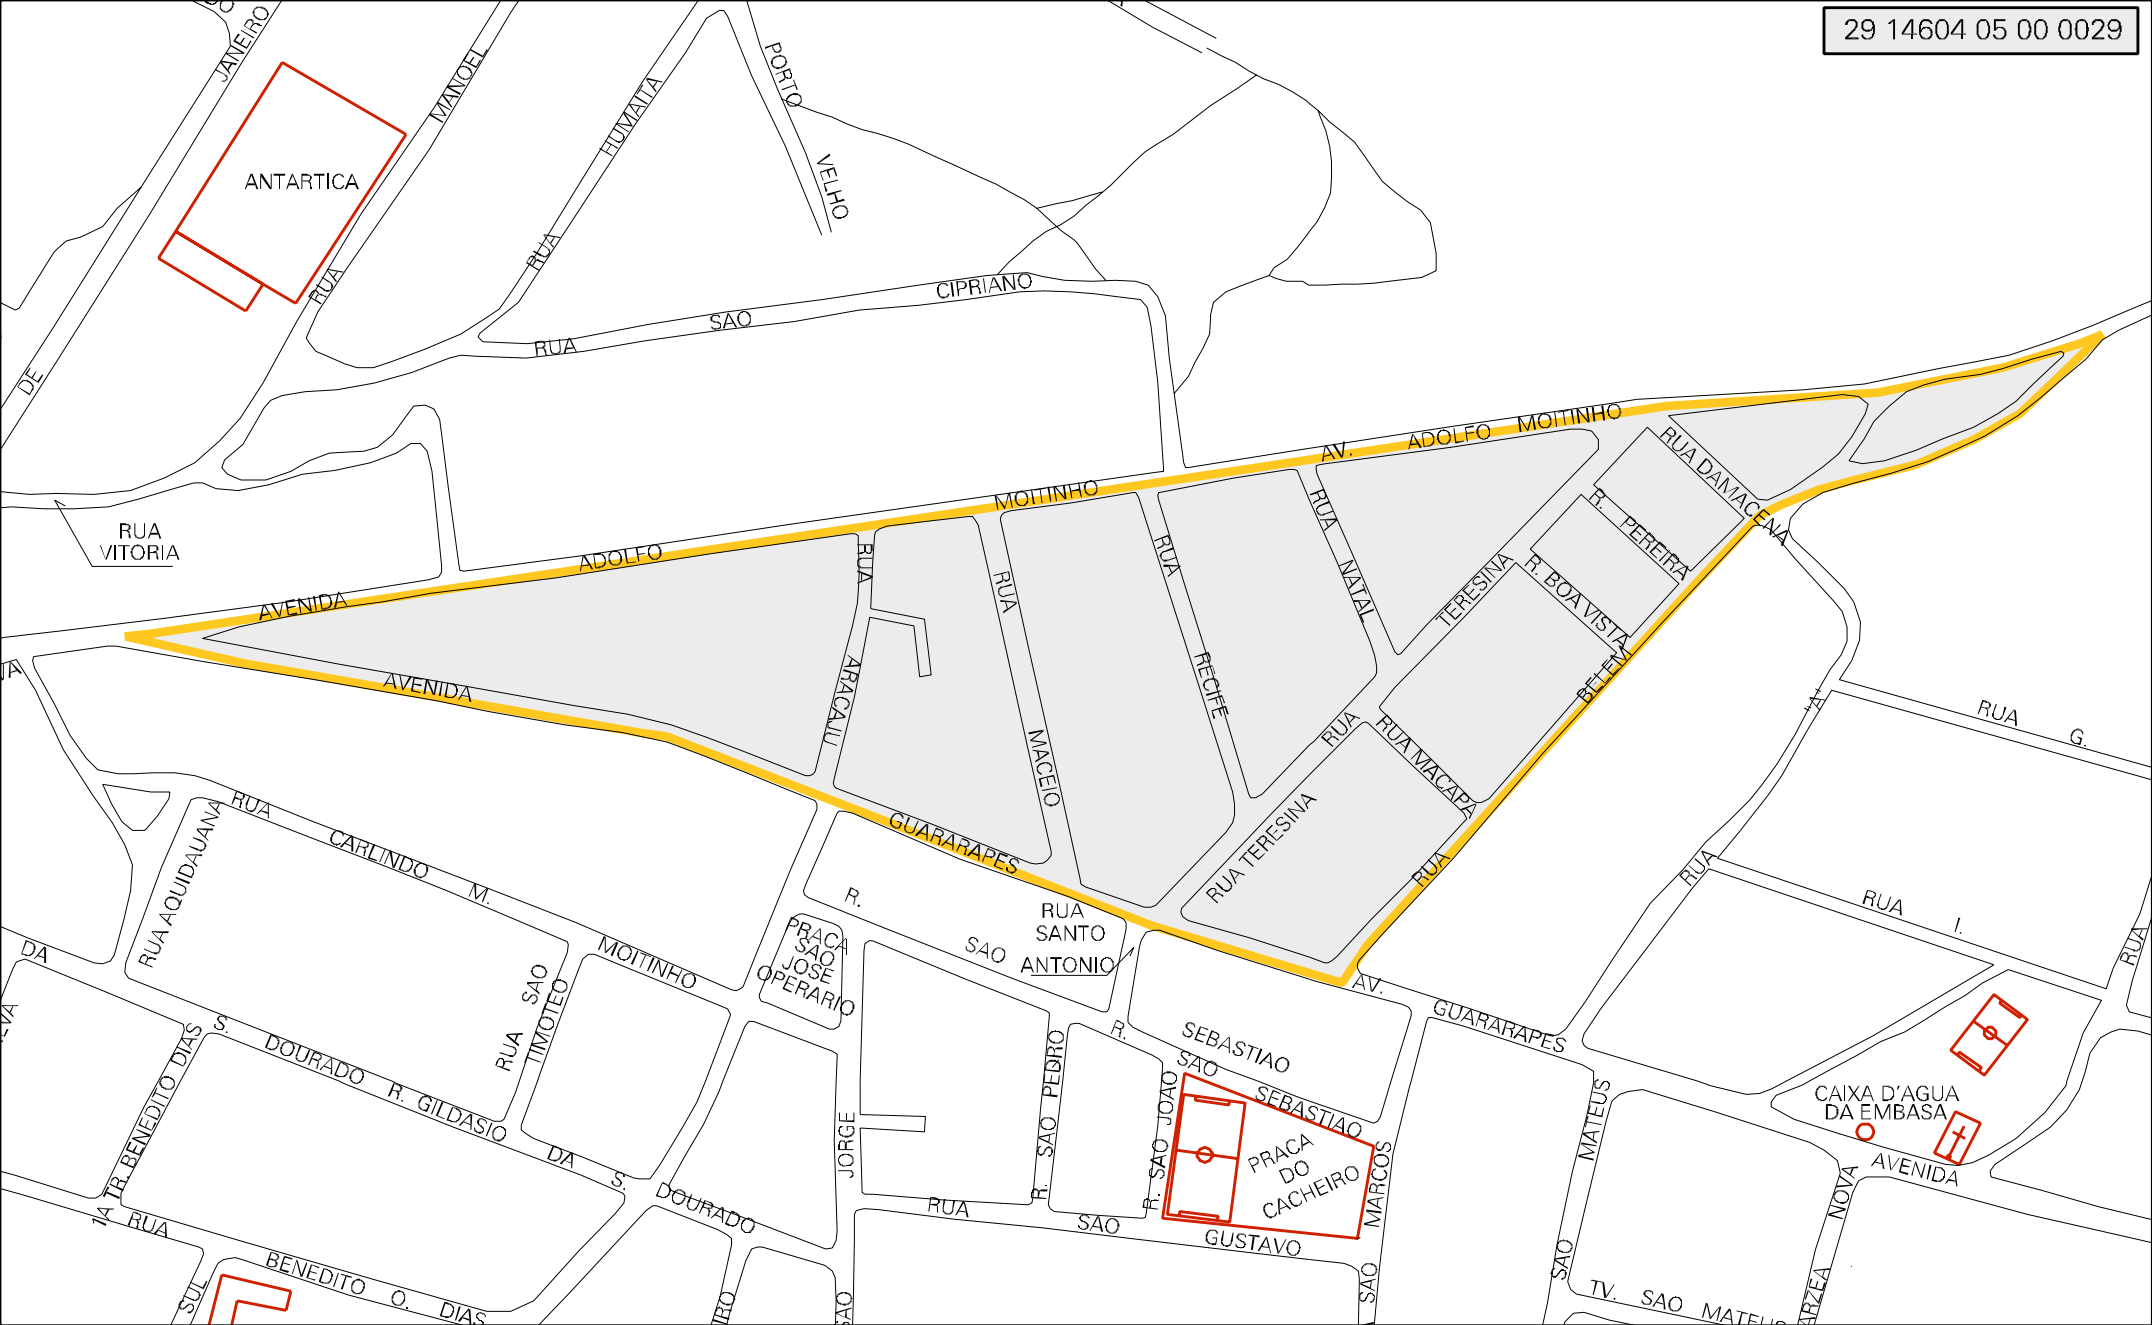 29 14604 05 00 0029
JANEIRO
DE
ANTARTICA
RUA
MANOEL
RUA
HUMAITA
PORTO
VELHO
RUA
SAO
CIPRIANO
RUA
VITORIA
AVENIDA
ADOLFO
MOITINHO
AV.
ADOLFO
MOITINHO
RUA DAMACENA
R. PEREIRA
R. BOA VISTA
RUA
NATAL
RUA
RECIFE
RUA
MACEIO
RUA
ARACAJU
RUA
TERESINA
RUA MACAPA
RUA TERESINA
RUA
BELEM
AVENIDA
GUARARAPES
AV.
GUARARAPES
RUA
"A"
RUA
G.
RUA
I.
RUA
RUA
CARLINDO
M.
MOITINHO
RUA AQUIDAUANA
RUA
SAO
TIMOTEO
PRACA
SAO
JOSE
OPERARIO
R.
SAO
SEBASTIAO
RUA
SANTO
ANTONIO
R.
SAO
SEBASTIAO
DA
S.
DOURADO
R. GILDASIO
DA
S.
DOURADO
1A TR. BENEDITO DIAS
RUA
BENEDITO
O.
DIAS
SUL
JORGE
SAO
R. SAO PEDRO
R. SAO JOAO
PRACA
DO
CACHEIRO
RUA
SAO
GUSTAVO
MARCOS
SAO
MATEUS
SAO
TV. SAO MATEUS
CAIXA D'AGUA
DA EMBASA
AVENIDA
NOVA